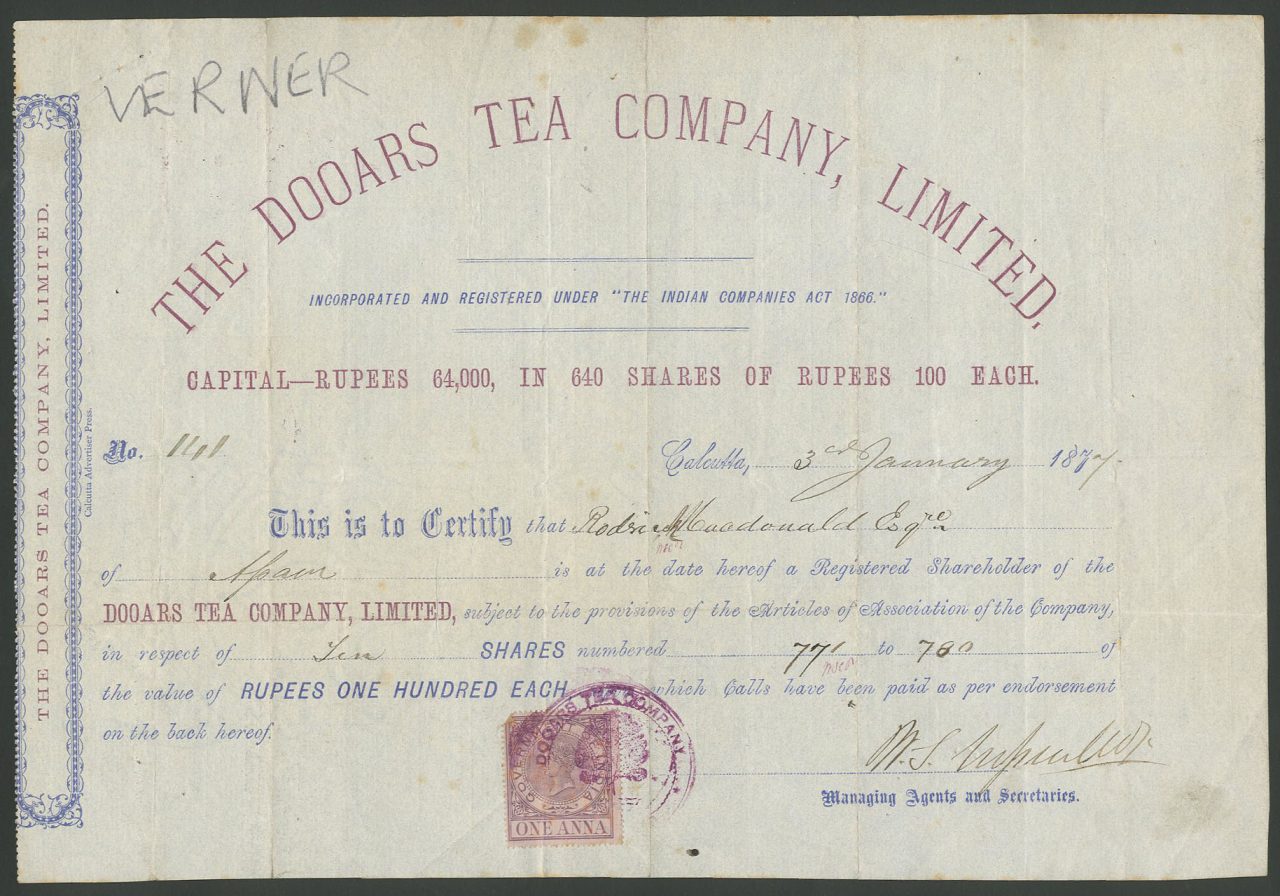 VERNER
THE DOOARS TEA COMPANY, LIMITED.
INCORPORATED AND REGISTERED UNDER "THE INDIAN COMPANIES ACT 1866."
CAPITAL—RUPEES 64,000, IN 640 SHARES OF RUPEES 100 EACH.
No.
Calcutta, 3rd January 1877
This is to Certify that Macdonald Esqre
of Assam is at the date hereof a Registered Shareholder of the
DOOARS TEA COMPANY, LIMITED, subject to the provisions of the Articles of Association of the Company,
in respect of Ten SHARES numbered 771 to 780 of
the value of RUPEES ONE HUNDRED EACH which Calls have been paid as per endorsement
on the back hereof.
DOOARS TEA COMPANY
ONE ANNA
Managing Agents and Secretaries.
THE DOOARS TEA COMPANY, LIMITED.
Calcutta Advertiser Press.